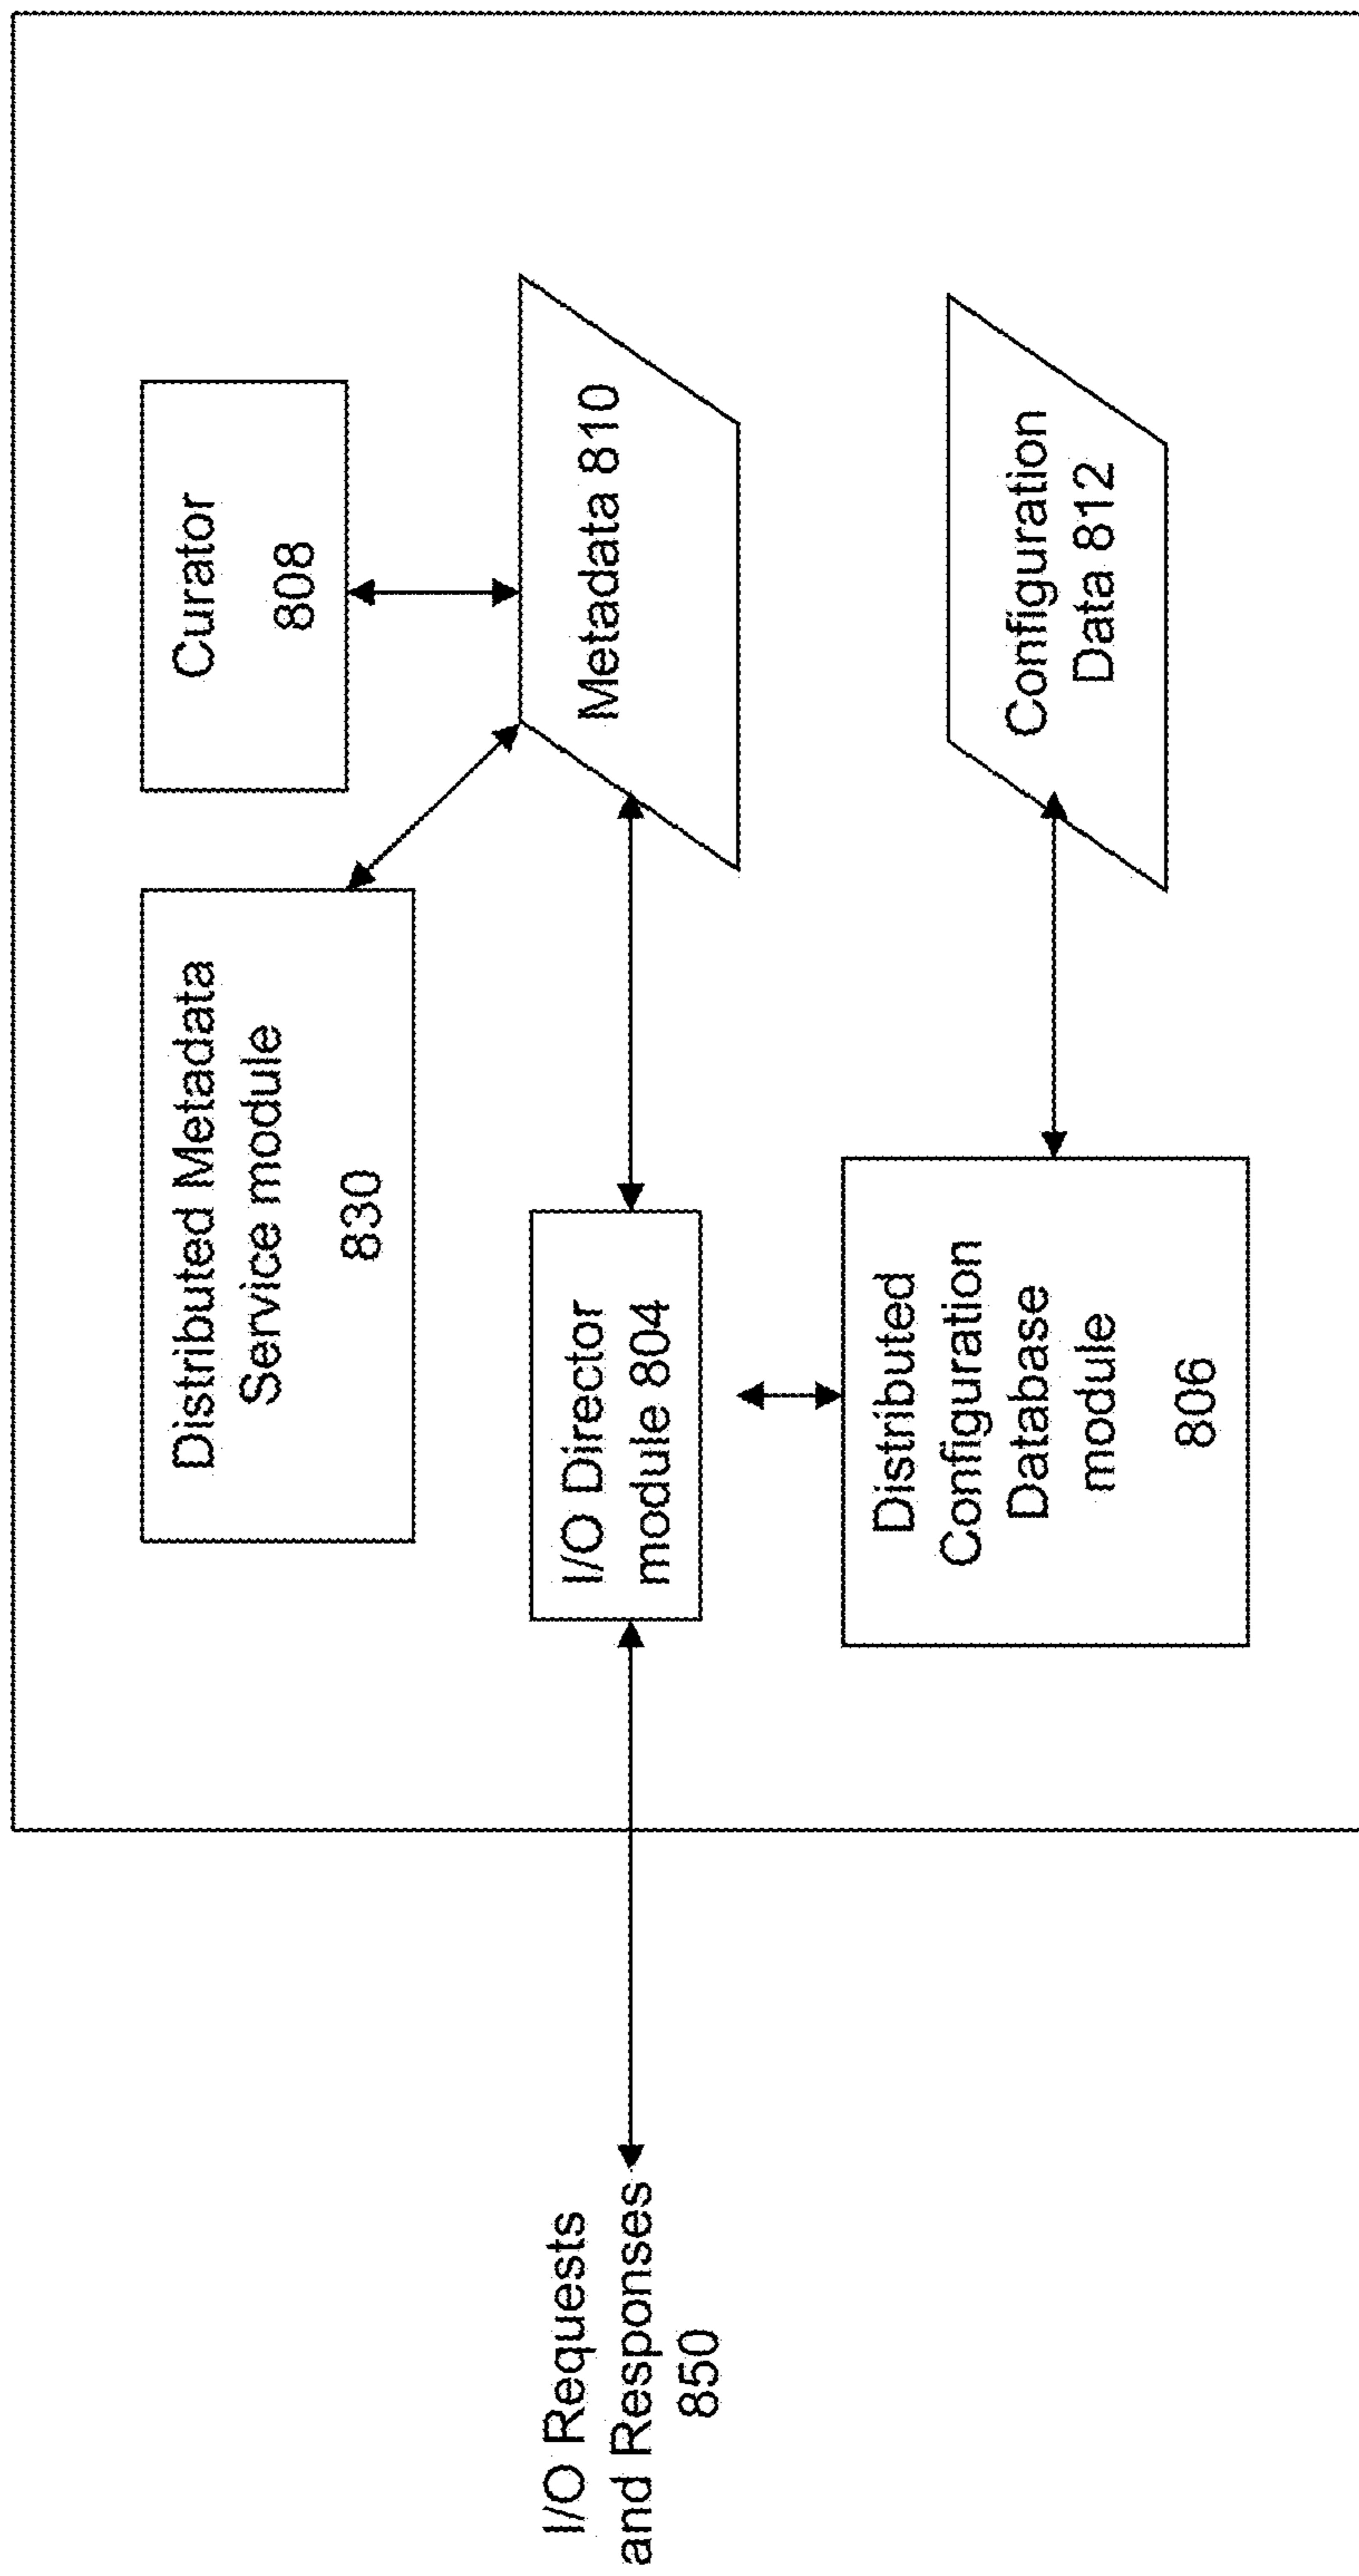 Distributed Metadata
Service module
830
Curator
808
I/O Requests
and Responses
850
I/O Director
module 804
Metadata 810
Distributed
Configuration
Database
module
806
Configuration
Data 812